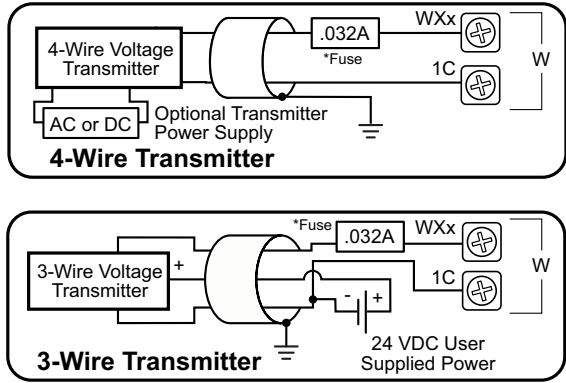 .032A
WXx
*Fuse
4-Wire Voltage
Transmitter
1C
W
AC or DC
Optional Transmitter
Power Supply
4-Wire Transmitter
*Fuse
.032A
WXx
3-Wire Voltage
Transmitter
+
1C
W
- +
24 VDC User
Supplied Power
3-Wire Transmitter